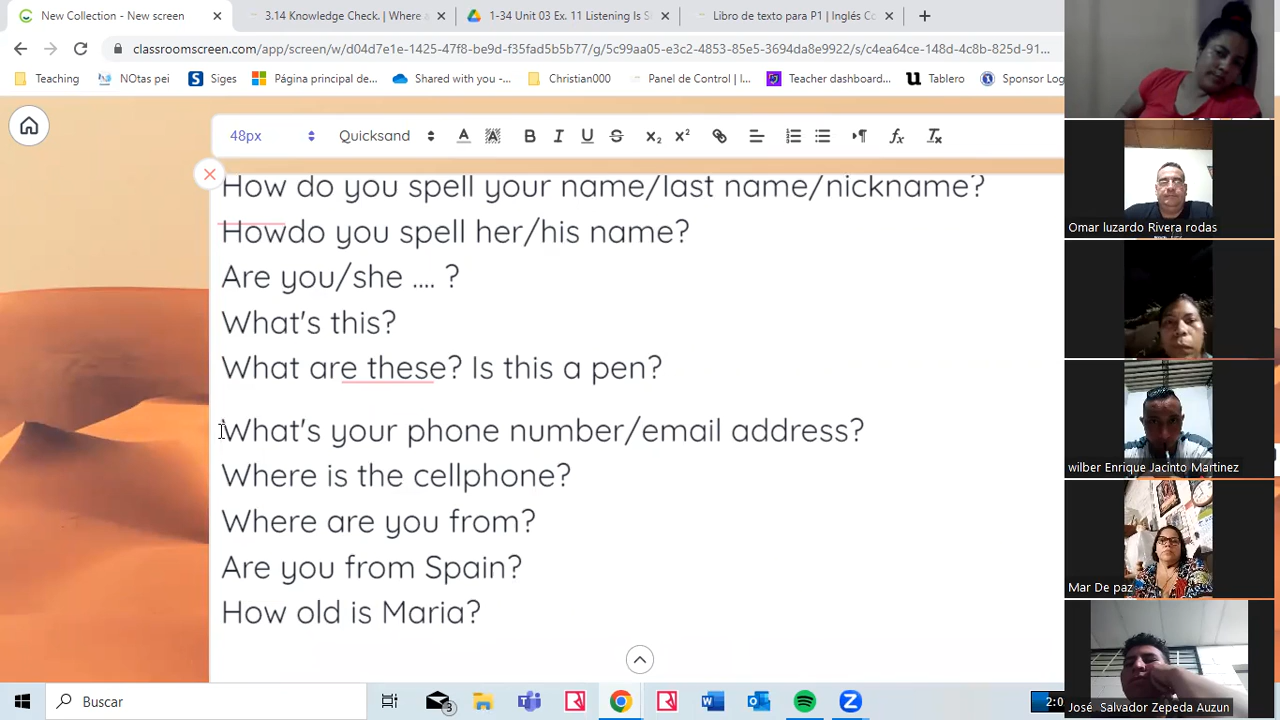 New Collection - New screen
3.14 Knowledge Check. | Where a
1-34 Unit 03 Ex. 11 Listening Is S
Libro de texto para P1 | Inglés Co
classroomscreen.com/app/screen/w/d04d7e1e-1425-47f8-be9d-f35fad5b5b77/g/5c99aa05-e3c2-4853-85e5-3694da8e9922/s/c4ea64ce-148d-4c8b-825d-91...
Teaching
NOtas pei
Siges
Página principal de...
Shared with you -...
Christian000
Panel de Control | I...
Teacher dashboard...
Tablero
Sponsor Log
48px
Quicksand
How do you spell your name/last name/nickname?
Howdo you spell her/his name?
Are you/she .... ?
What's this?
What are these? Is this a pen?
What's your phone number/email address?
Where is the cellphone?
Where are you from?
Are you from Spain?
How old is Maria?
Omar luzardo Rivera rodas
wilber Enrique Jacinto Martinez
Mar De paz
José Salvador Zepeda Auzun
Buscar
3
2:0